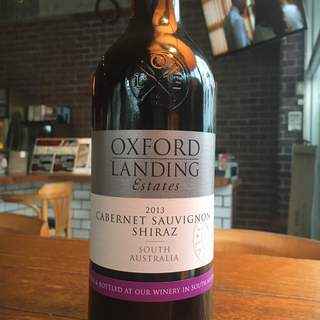 OXFORD
LANDING
Estates
2013
CABERNET SAUVIGNON
SHIRAZ
SOUTH
AUSTRALIA
& BOTTLED AT OUR WINERY IN SOUTH